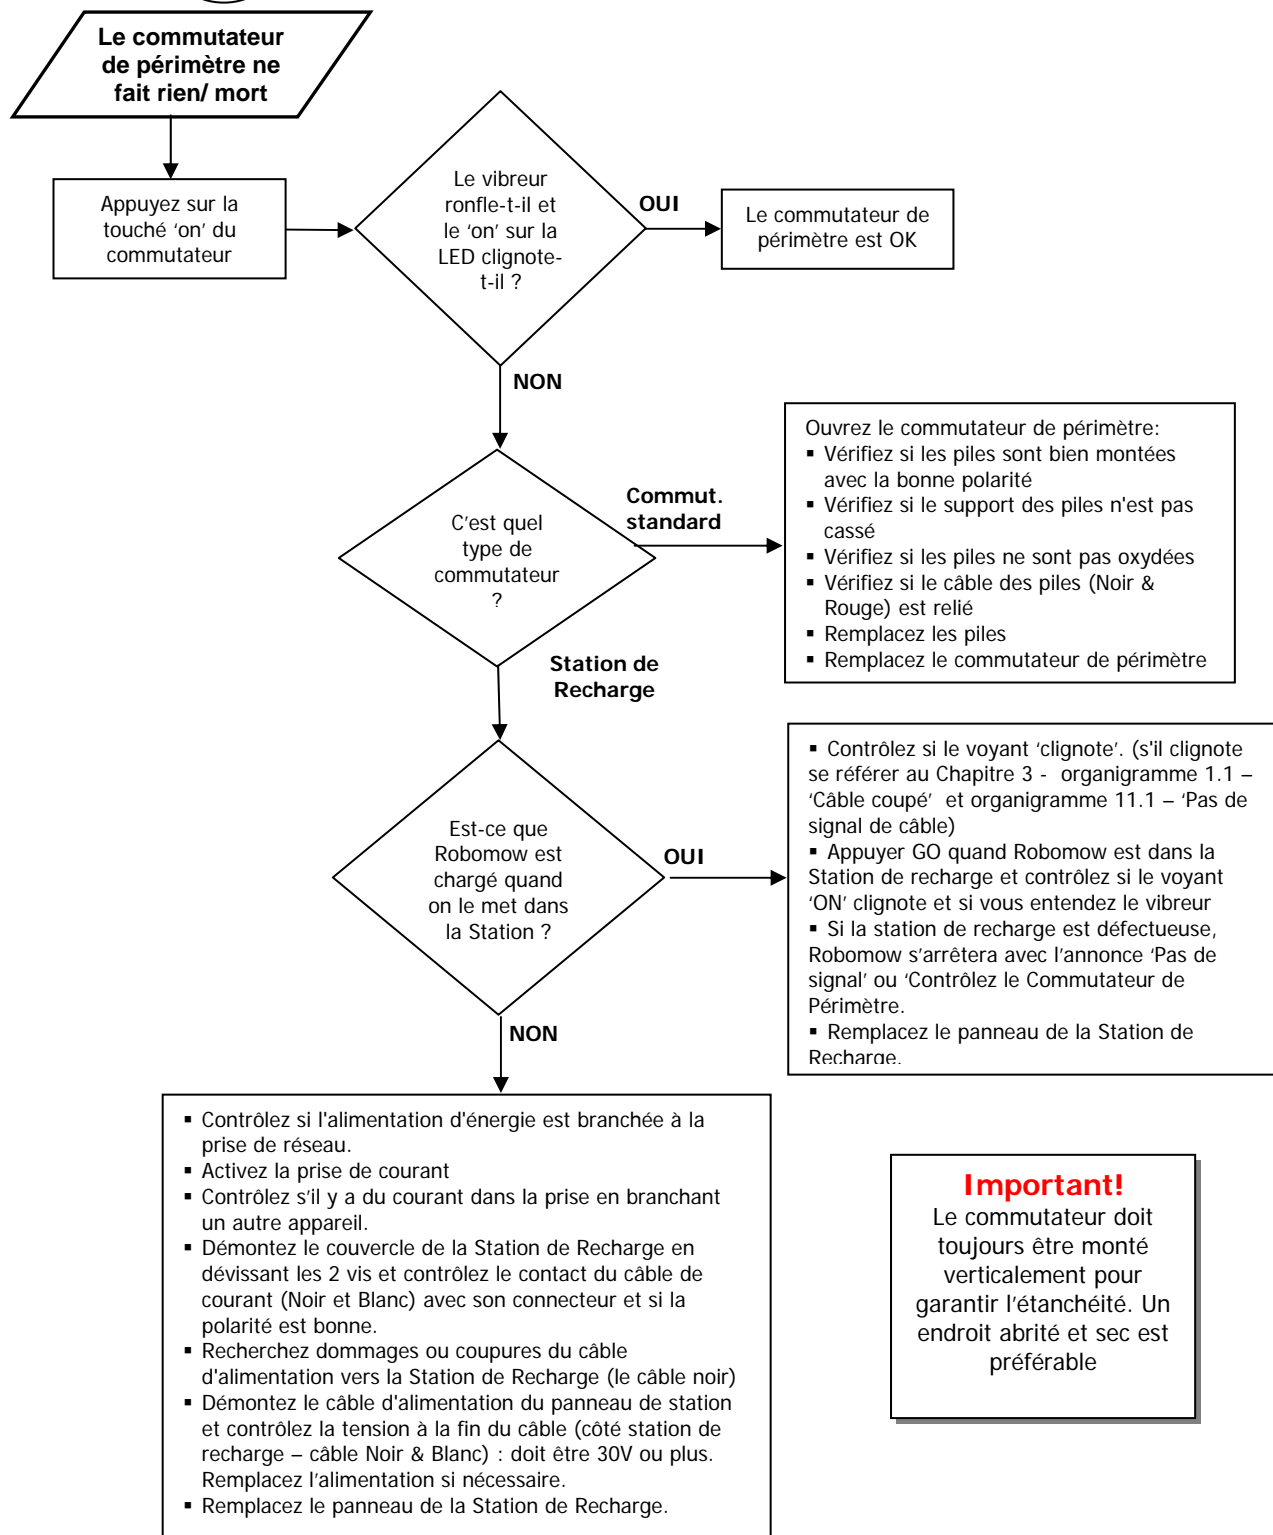 Le commutateur
de périmètre ne
fait rien/ mort
Appuyez sur la
touché ‘on’ du
commutateur
Le vibreur
ronfle-t-il et
le ‘on’ sur la
LED clignote-
t-il ?
OUI
Le commutateur de
périmètre est OK
NON
C’est quel
type de
commutateur
?
Commut.
standard
Ouvrez le commutateur de périmètre:
▪ Vérifiez si les piles sont bien montées
avec la bonne polarité
▪ Vérifiez si le support des piles n'est pas
cassé
▪ Vérifiez si les piles ne sont pas oxydées
▪ Vérifiez si le câble des piles (Noir &
Rouge) est relié
▪ Remplacez les piles
▪ Remplacez le commutateur de périmètre
Station de
Recharge
Est-ce que
Robomow est
chargé quand
on le met dans
la Station ?
OUI
▪ Contrôlez si le voyant ‘clignote’. (s'il clignote
se référer au Chapitre 3 - organigramme 1.1 –
‘Câble coupé’ et organigramme 11.1 – ‘Pas de
signal de câble)
▪ Appuyer GO quand Robomow est dans la
Station de recharge et contrôlez si le voyant
‘ON’ clignote et si vous entendez le vibreur
▪ Si la station de recharge est défectueuse,
Robomow s’arrêtera avec l’annonce ‘Pas de
signal’ ou ‘Contrôlez le Commutateur de
Périmètre.
▪ Remplacez le panneau de la Station de
Recharge.
NON
▪ Contrôlez si l'alimentation d'énergie est branchée à la
prise de réseau.
▪ Activez la prise de courant
▪ Contrôlez s’il y a du courant dans la prise en branchant
un autre appareil.
▪ Démontez le couvercle de la Station de Recharge en
dévissant les 2 vis et contrôlez le contact du câble de
courant (Noir et Blanc) avec son connecteur et si la
polarité est bonne.
▪ Recherchez dommages ou coupures du câble
d'alimentation vers la Station de Recharge (le câble noir)
▪ Démontez le câble d'alimentation du panneau de station
et contrôlez la tension à la fin du câble (côté station de
recharge – câble Noir & Blanc) : doit être 30V ou plus.
Remplacez l’alimentation si nécessaire.
▪ Remplacez le panneau de la Station de Recharge.
Important!
Le commutateur doit
toujours être monté
verticalement pour
garantir l’étanchéité. Un
endroit abrité et sec est
préférable